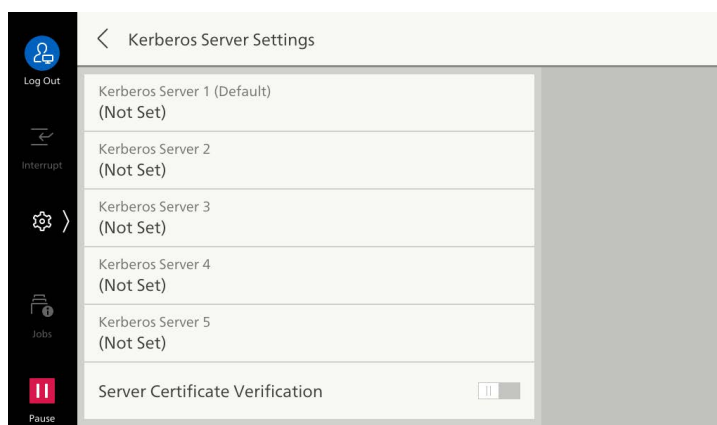 Kerberos Server Settings
Log Out
Interrupt
Jobs
Pause
Kerberos Server 1 (Default)
(Not Set)
Kerberos Server 2
(Not Set)
Kerberos Server 3
(Not Set)
Kerberos Server 4
(Not Set)
Kerberos Server 5
(Not Set)
Server Certificate Verification